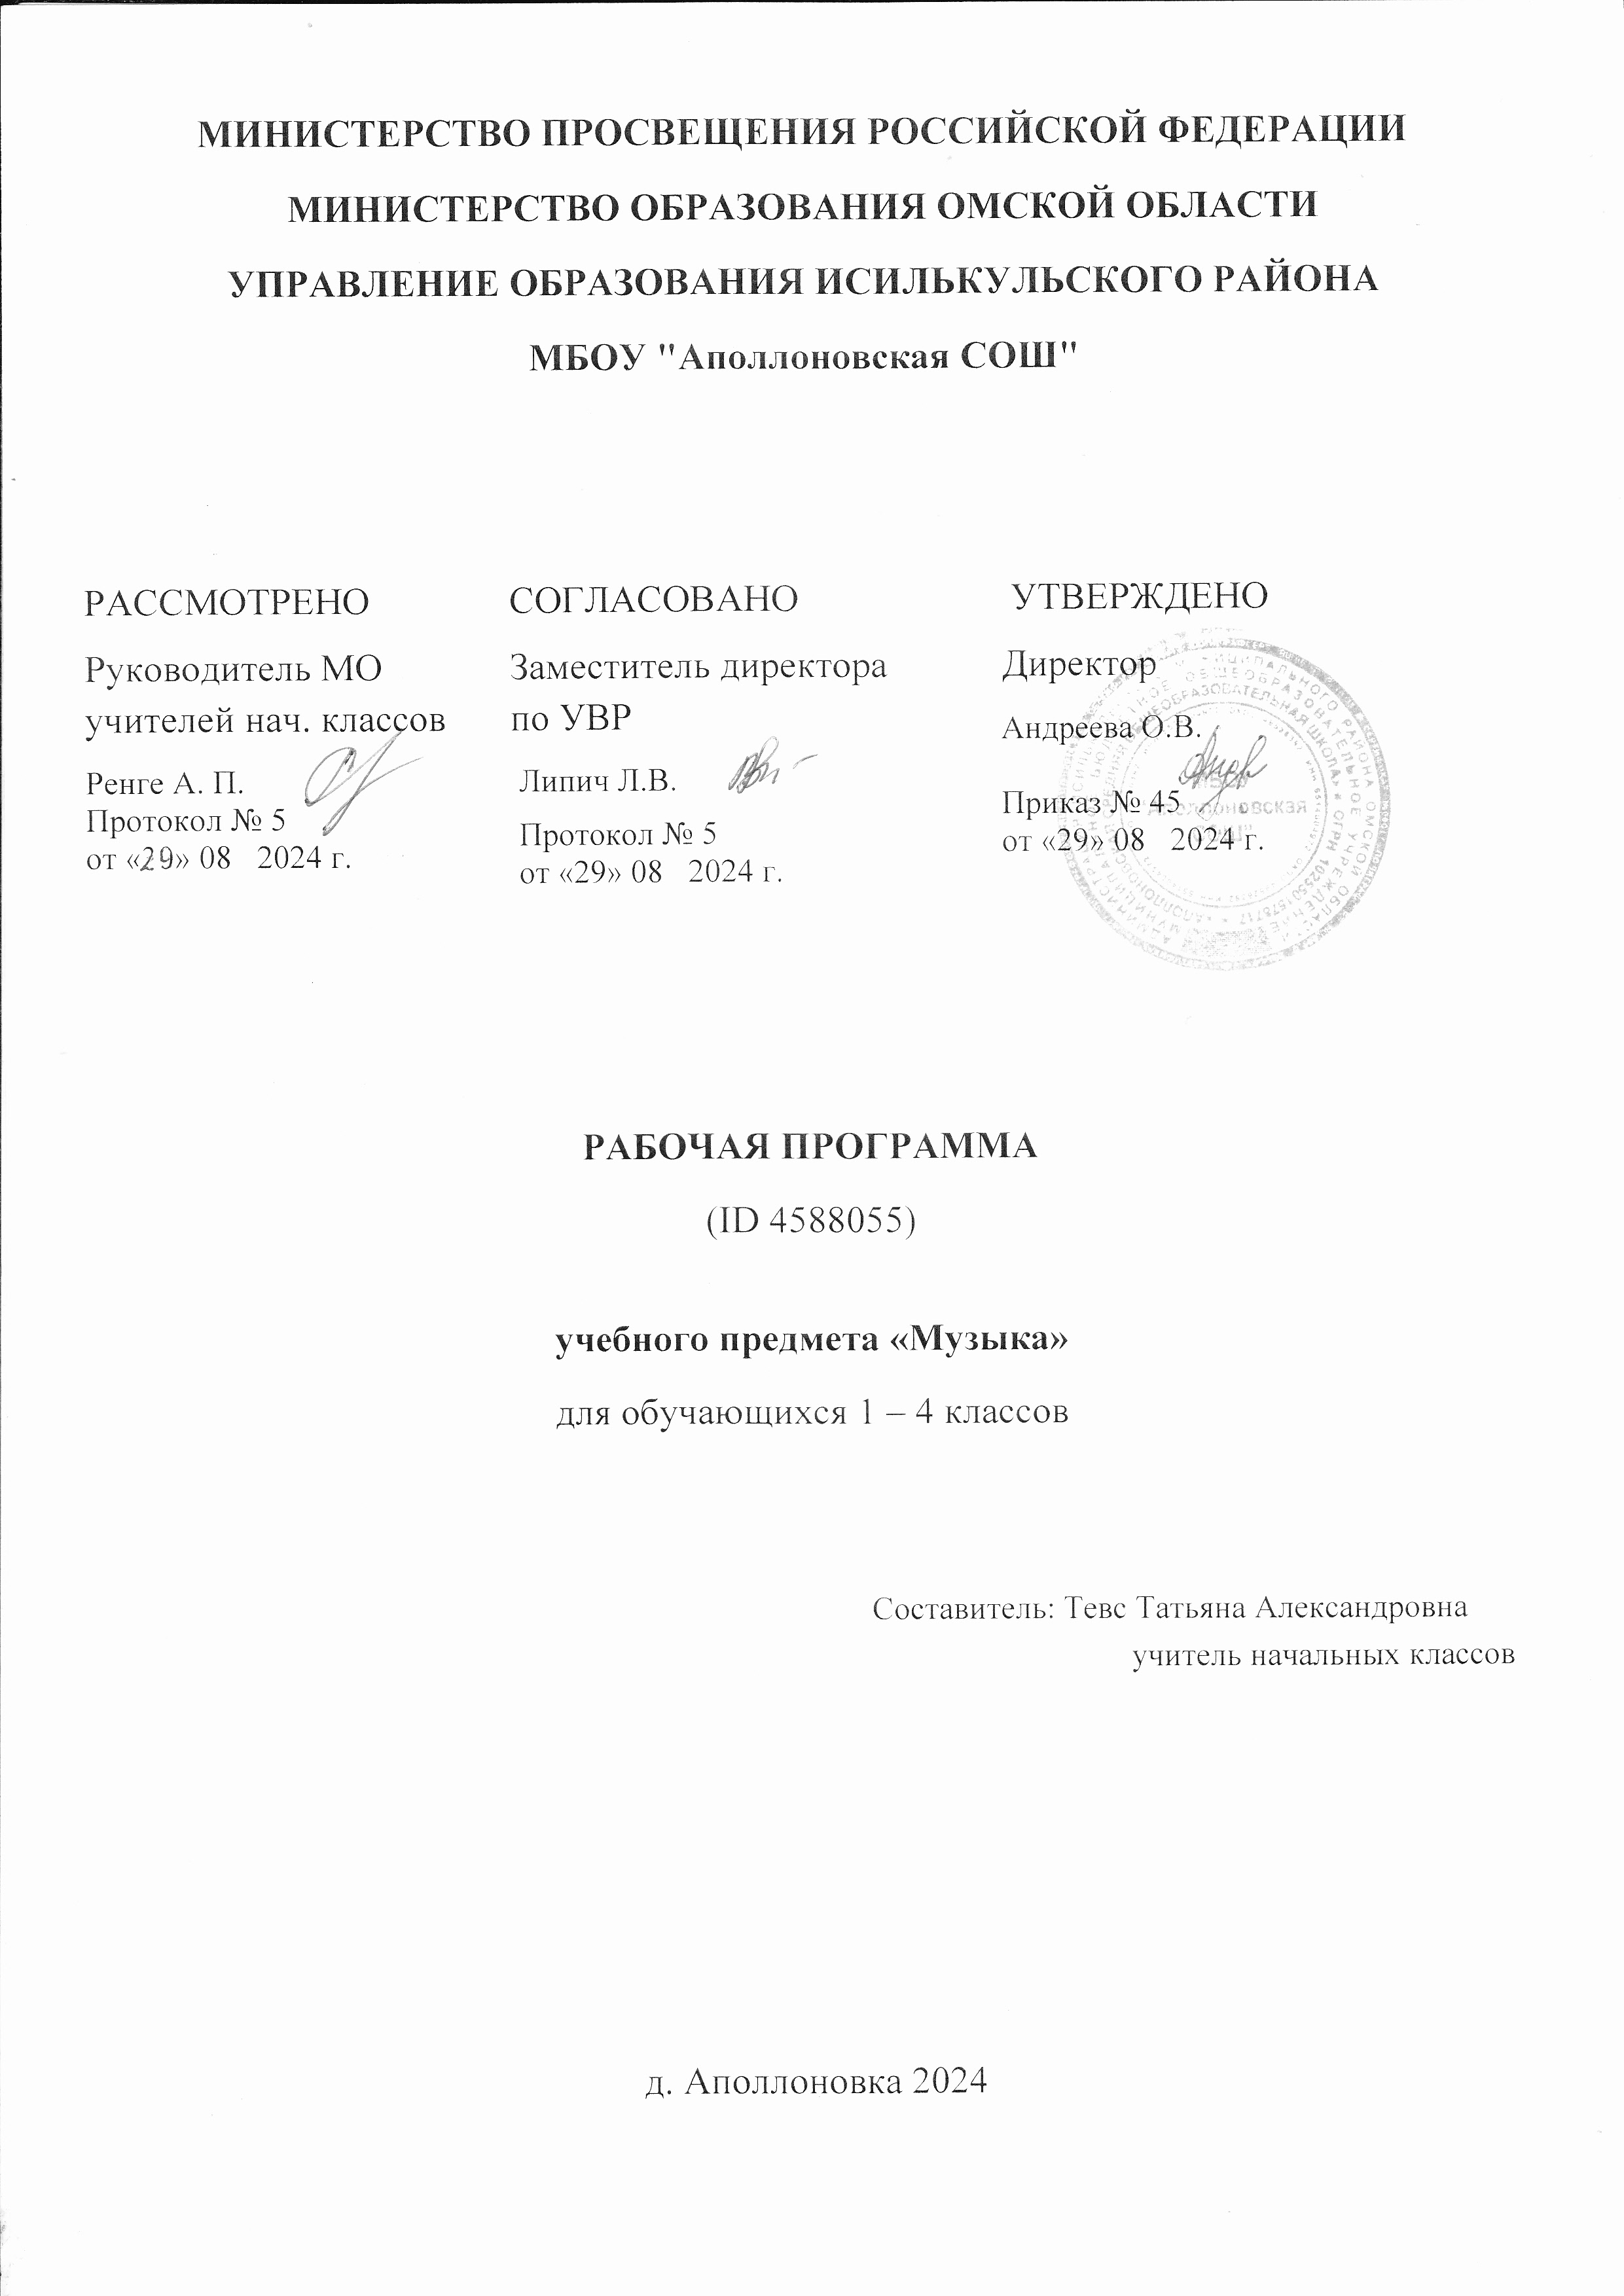 МИНИСТЕРСТВО ПРОСВЕЩЕНИЯ РОССИЙСКОЙ ФЕДЕРАЦИИ
МИНИСТЕРСТВО ОБРАЗОВАНИЯ ОМСКОЙ ОБЛАСТИ
УПРАВЛЕНИЕ ОБРАЗОВАНИЯ ИСИЛЬКУЛЬСКОГО РАЙОНА
МБОУ "Аполлоновская СОШ"
РАССМОТРЕНО
Руководитель МО
учителей нач. классов
Ренге А. П.
Протокол № 5
от «29» 08 2024 г.
СОГЛАСОВАНО
Заместитель директора
по УВР
Липич Л.В.
Протокол № 5
от «29» 08 2024 г.
УТВЕРЖДЕНО
Директор
Андреева О.В.
Приказ № 45
от «29» 08 2024 г.
РАБОЧАЯ ПРОГРАММА
(ID 4588055)
учебного предмета «Музыка»
для обучающихся 1 – 4 классов
Составитель: Тевс Татьяна Александровна
учитель начальных классов
д. Аполлоновка 2024